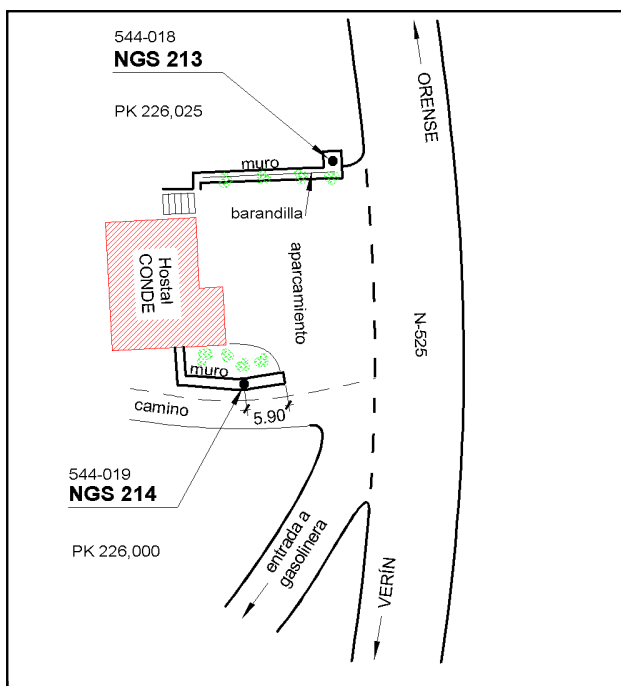 544-018
NGS 213
PK 226,025
ORENSE
muro
barandilla
aparcamiento
Hostal
CONDE
N-525
muro
camino
5.90
544-019
NGS 214
PK 226,000
entrada a
gasolinera
VERÍN